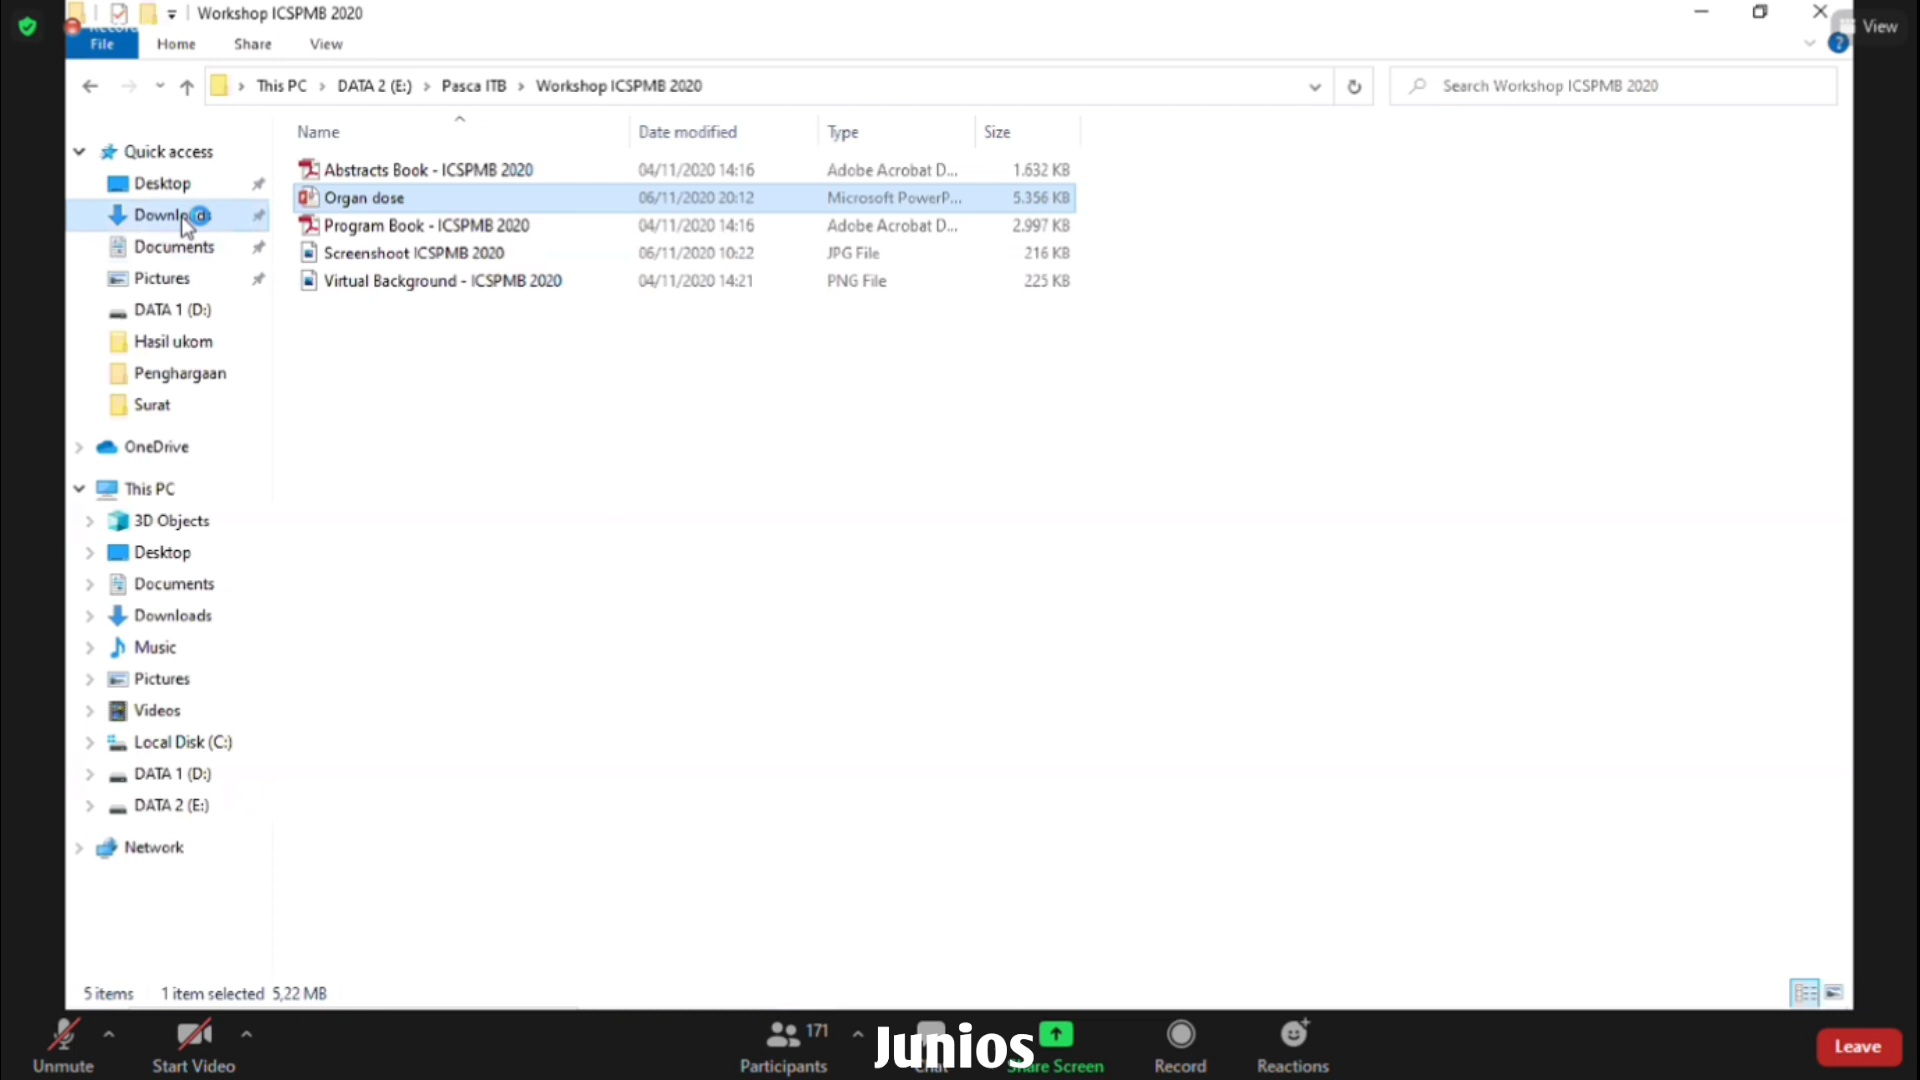 Workshop ICSPMB 2020
View
File Home Share View
This PC > DATA 2 (E:) > Pasca ITB > Workshop ICSPMB 2020
Search Workshop ICSPMB 2020
Name Date modified Type Size
Quick access
Desktop
Downloads
Documents
Pictures
DATA 1 (D:)
Hasil ukom
Penghargaan
Surat
OneDrive
This PC
3D Objects
Desktop
Documents
Downloads
Music
Pictures
Videos
Local Disk (C:)
DATA 1 (D:)
DATA 2 (E:)
Network
Abstracts Book - ICSPMB 2020 04/11/2020 14:16 Adobe Acrobat D... 1.632 KB
Organ dose 06/11/2020 20:12 Microsoft PowerP... 5.356 KB
Program Book - ICSPMB 2020 04/11/2020 14:16 Adobe Acrobat D... 2.997 KB
Screenshoot ICSPMB 2020 06/11/2020 10:22 JPG File 216 KB
Virtual Background - ICSPMB 2020 04/11/2020 14:21 PNG File 225 KB
5 items 1 item selected 5,22 MB
171
Junios
Unmute Start Video Participants Chat Share Screen Record Reactions
Leave